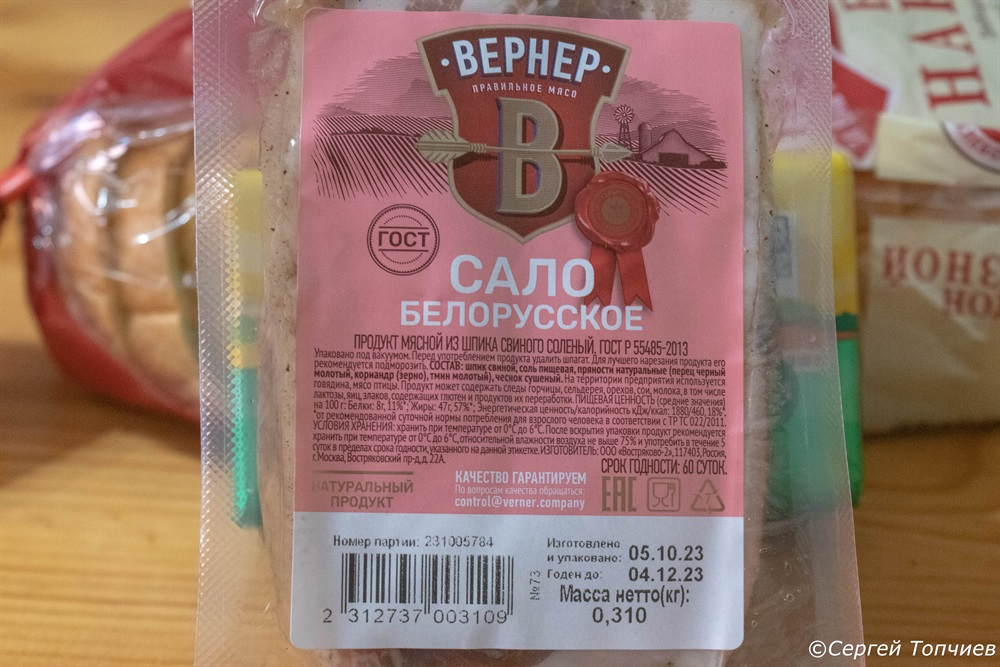 ВЕРНЕР
ПРАВИЛЬНОЕ МЯСО
В
ГОСТ
САЛО
БЕЛОРУССКОЕ
ПРОДУКТ МЯСНОЙ ИЗ ШПИКА СВИНОГО СОЛЕНЫЙ. ГОСТ Р 55485-2013
Упаковано под вакуумом. Перед употреблением продукта удалить шпагат. Для лучшего нарезания продукта его
рекомендуется подморозить. СОСТАВ: шпик свиной, соль пищевая, пряности натуральные (перец черный
молотый, кориандр (зерно), тмин молотый), чеснок сушеный. На территории предприятия используется
говядина, мясо птицы. Продукт может содержать следы горчицы, сельдерея, орехов, сои, молока, в том числе
лактозы, яиц, злаков, содержащих глютен и продуктов их переработки. ПИЩЕВАЯ ЦЕННОСТЬ (средние значения)
на 100 г: Белки: 8г, 11%*; Жиры: 47г, 57%*; Энергетическая ценность/калорийность кДж/ккал: 1880/460, 18%*.
*от рекомендованной суточной нормы потребления для взрослого человека в соответствии с ТР ТС 022/2011.
УСЛОВИЯ ХРАНЕНИЯ: хранить при температуре от 0°С до 6°С. После вскрытия упаковки продукт рекомендуется
хранить при температуре от 0°С до 6°С, относительной влажности воздуха не выше 75% и употребить в течение 5
суток в пределах срока годности, указанного на данной этикетке. ИЗГОТОВИТЕЛЬ: ООО «Востряково-2», 117403, Россия,
г. Москва, Востряковский пр-д, д. 22А.
СРОК ГОДНОСТИ: 60 СУТОК.
НАТУРАЛЬНЫЙ
ПРОДУКТ
КАЧЕСТВО ГАРАНТИРУЕМ
По вопросам качества обращаться:
control@verner.company
EAC
Номер партии: 231005784
2 312737 003109
№73
Изготовлено
и упаковано: 05.10.23
Годен до: 04.12.23
Масса нетто(кг):
0,310
НАР
ЗНОЙ
©Сергей Топчиев